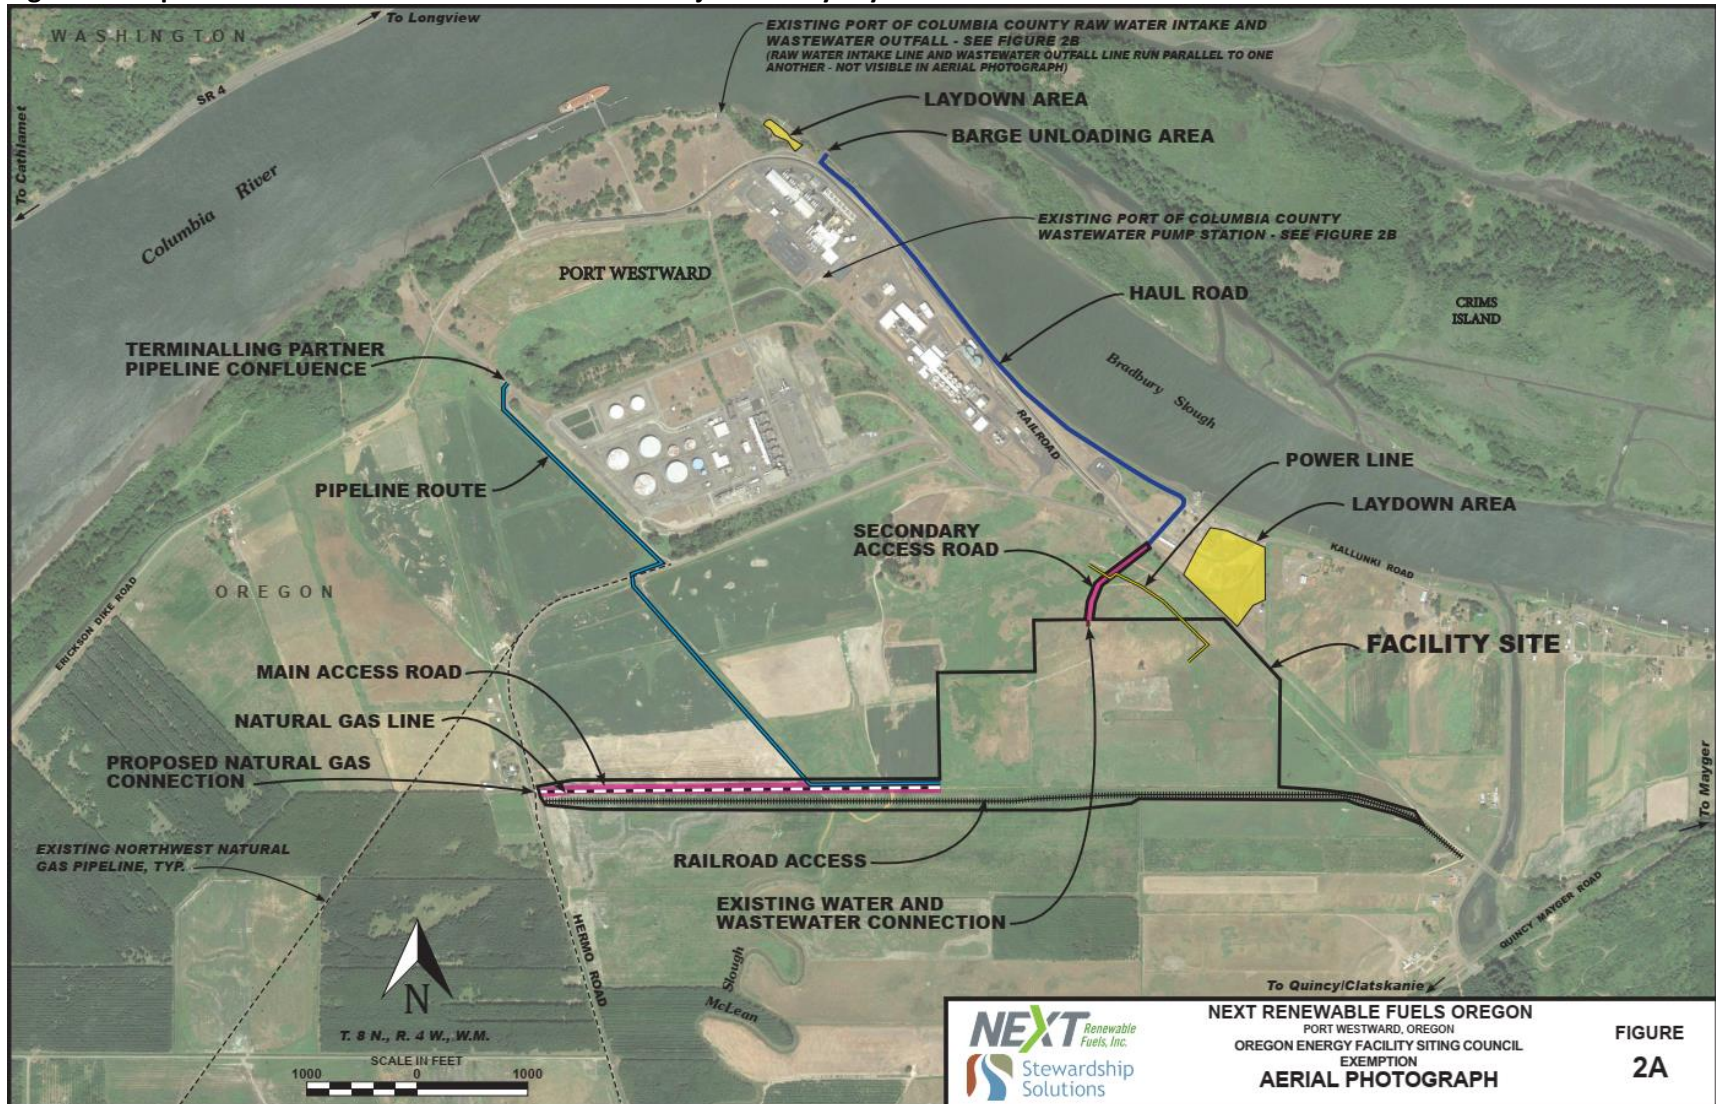 To Longview
WASHINGTON
SR 4
To Cathlamet
Columbia River
EXISTING PORT OF COLUMBIA COUNTY RAW WATER INTAKE AND
WASTEWATER OUTFALL - SEE FIGURE 2B
(RAW WATER INTAKE LINE AND WASTEWATER OUTFALL LINE RUN PARALLEL TO ONE
ANOTHER - NOT VISIBLE IN AERIAL PHOTOGRAPH)
LAYDOWN AREA
BARGE UNLOADING AREA
EXISTING PORT OF COLUMBIA COUNTY
WASTEWATER PUMP STATION - SEE FIGURE 2B
PORT WESTWARD
HAUL ROAD
CRIMS
ISLAND
Bradbury Slough
TERMINALLING PARTNER
PIPELINE CONFLUENCE
RAILROAD
POWER LINE
PIPELINE ROUTE
LAYDOWN AREA
SECONDARY
ACCESS ROAD
KALLUNKI ROAD
OREGON
ERICKSON DIKE ROAD
FACILITY SITE
MAIN ACCESS ROAD
NATURAL GAS LINE
PROPOSED NATURAL GAS
CONNECTION
To Mayger
EXISTING NORTHWEST NATURAL
GAS PIPELINE, TYP.
RAILROAD ACCESS
EXISTING WATER AND
WASTEWATER CONNECTION
HERMO ROAD
QUINCY MAYGER ROAD
Slough
McLean
To Quincy/Clatskanie
N
T. 8 N., R. 4 W., W.M.
SCALE IN FEET
1000 0 1000
NEXT Renewable
Fuels, Inc.
Stewardship
Solutions
NEXT RENEWABLE FUELS OREGON
PORT WESTWARD, OREGON
OREGON ENERGY FACILITY SITING COUNCIL
EXEMPTION
AERIAL PHOTOGRAPH
FIGURE
2A